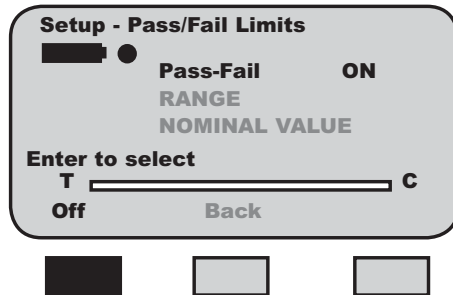 Setup - Pass/Fail Limits
Pass-Fail ON
RANGE
NOMINAL VALUE
Enter to select
T C
Off Back